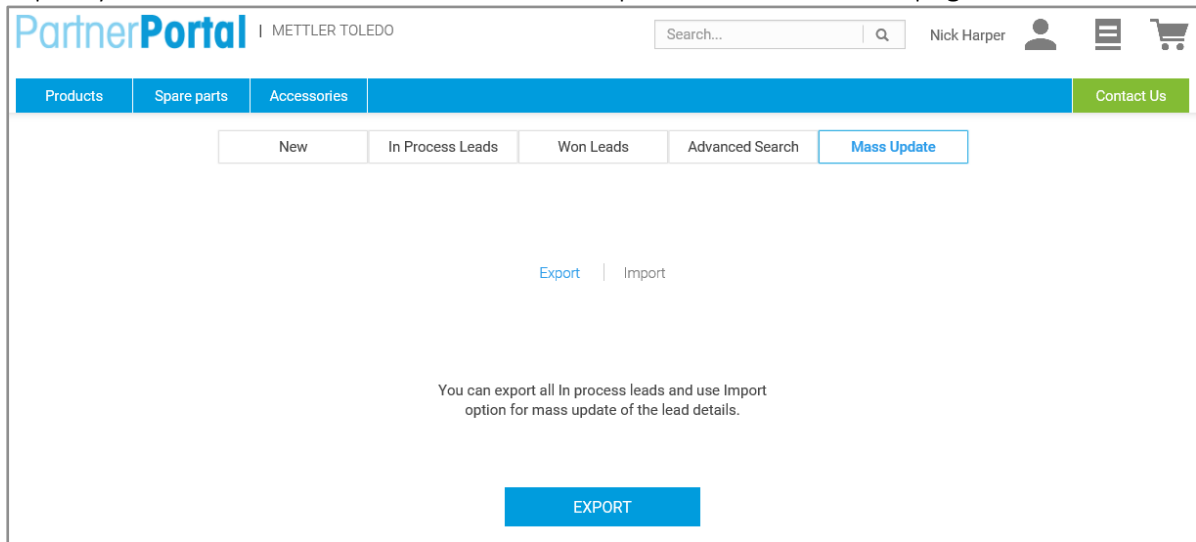 PartnerPortal | METTLER TOLEDO
Search...
Nick Harper
Products Spare parts Accessories Contact Us
New In Process Leads Won Leads Advanced Search Mass Update
Export | Import
You can export all In process leads and use Import
option for mass update of the lead details.
EXPORT